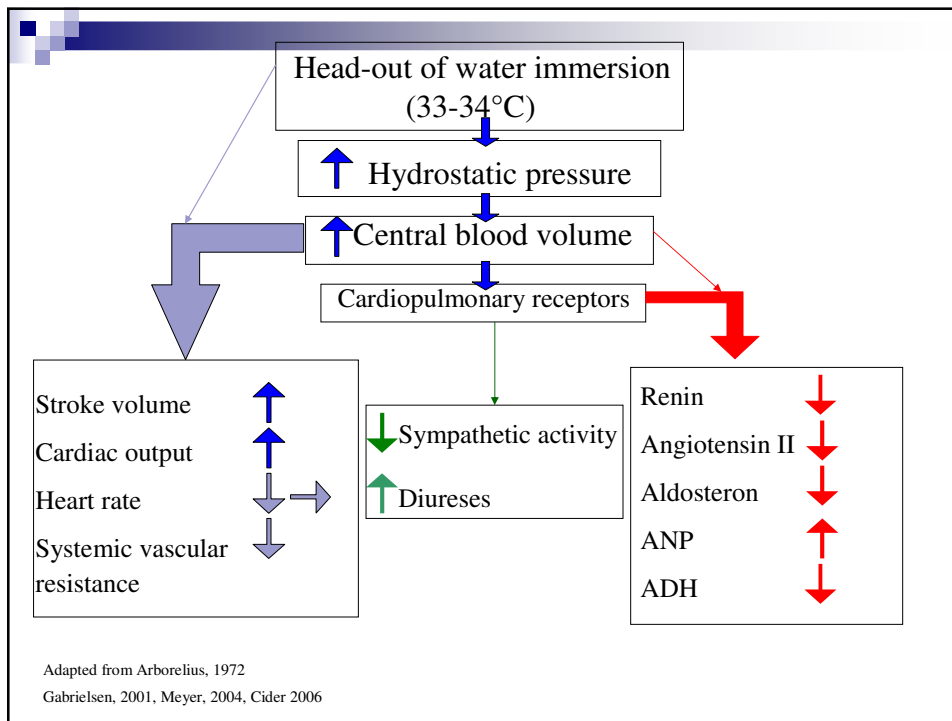 Head-out of water immersion
(33-34°C)
Hydrostatic pressure
Central blood volume
Cardiopulmonary receptors
Stroke volume
Cardiac output
Heart rate
Systemic vascular
resistance
Sympathetic activity
Diureses
Renin
Angiotensin II
Aldosteron
ANP
ADH
Adapted from Arborelius, 1972
Gabrielsen, 2001, Meyer, 2004, Cider 2006